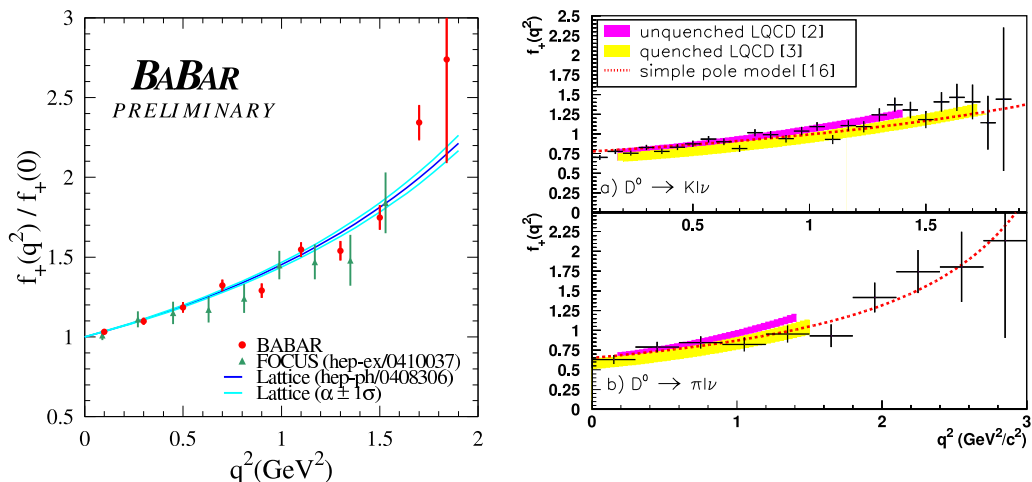 BABAR
PRELIMINARY
f+(q²) / f+(0)
3
2.5
2
1.5
1
0.5
0
0.5
1
1.5
2
q²(GeV²)
BABAR
FOCUS (hep-ex/0410037)
Lattice (hep-ph/0408306)
Lattice (α ± 1σ)
f+(q²)
2.5
2.25
2
1.75
1.5
1.25
1
0.75
0.5
0.25
0
unquenched LQCD [2]
quenched LQCD [3]
simple pole model [16]
a) D⁰ → Klν
0.5
1
1.5
f+(q²)
2.25
2
1.75
1.5
1.25
1
0.75
0.5
0.25
0
b) D⁰ → πlν
0
1
2
3
q² (GeV²/c²)